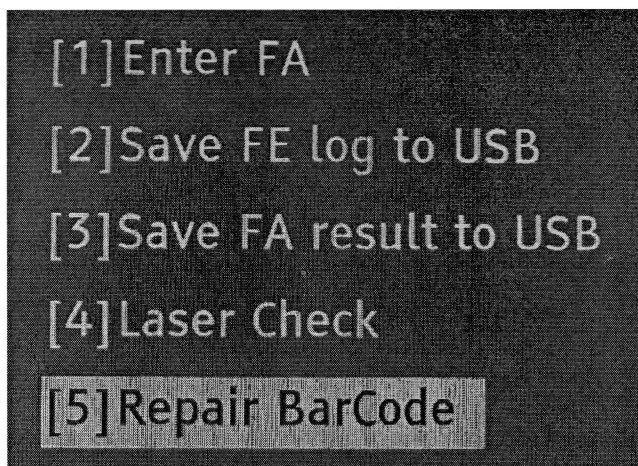 [1]Enter FA
[2]Save FE log to USB
[3]Save FA result to USB
[4]Laser Check
[5]Repair BarCode